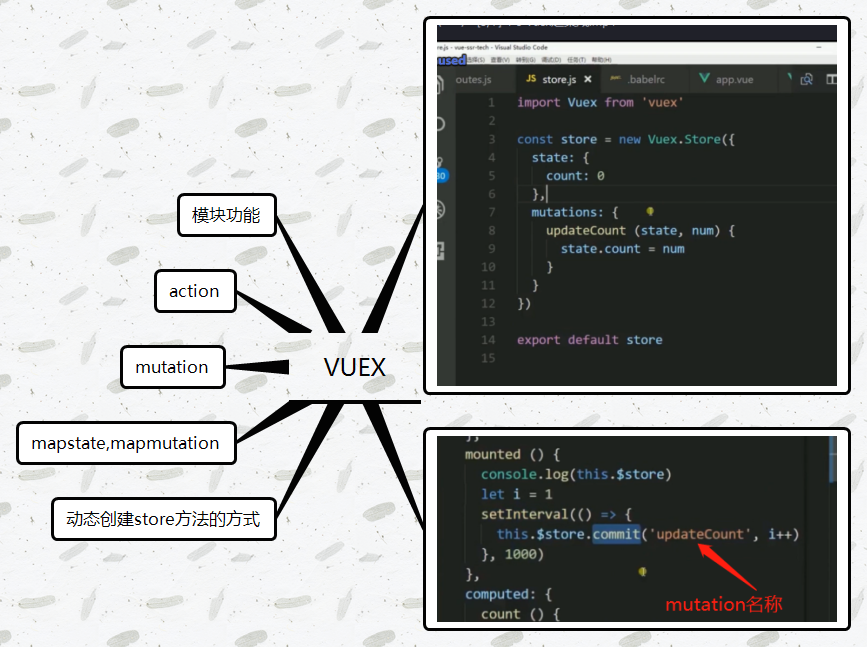 模块功能
action
mutation
mapstate,mapmutation
动态创建store方法的方式
VUEX
re.js - vue-ssr-tech - Visual Studio Code
used
outes.js
JS store.js ×
.babelrc
app.vue
1 import Vuex from 'vuex'
2
3 const store = new Vuex.Store({
4 state: {
5 count: 0
6 },
7 mutations: {
8 updateCount (state, num) {
9 state.count = num
10 }
11 }
12 })
13
14 export default store
15
},
mounted () {
console.log(this.$store)
let i = 1
setInterval(() => {
this.$store.commit('updateCount', i++)
}, 1000)
},
computed: {
count () {
mutation名称